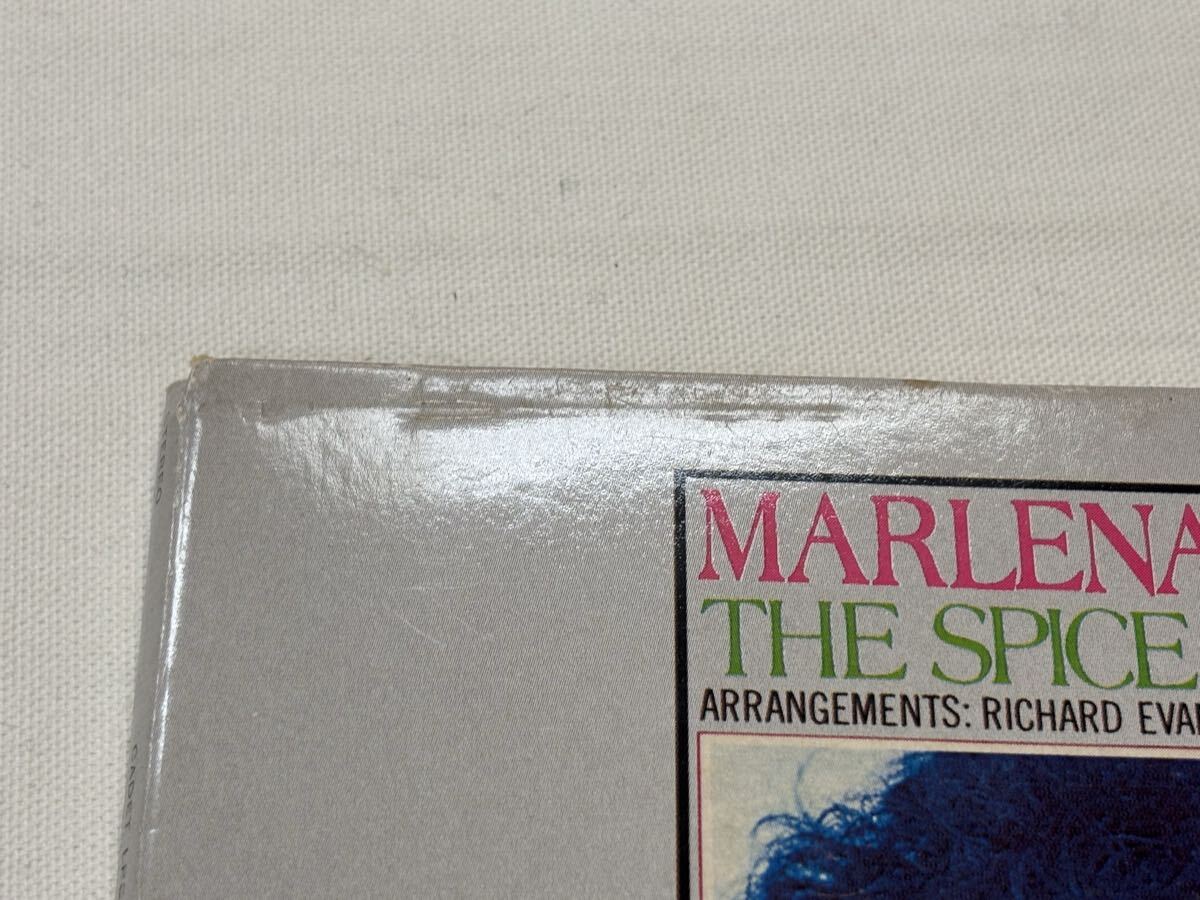 MARLENA
THE SPICE
ARRANGEMENTS: RICHARD EVA